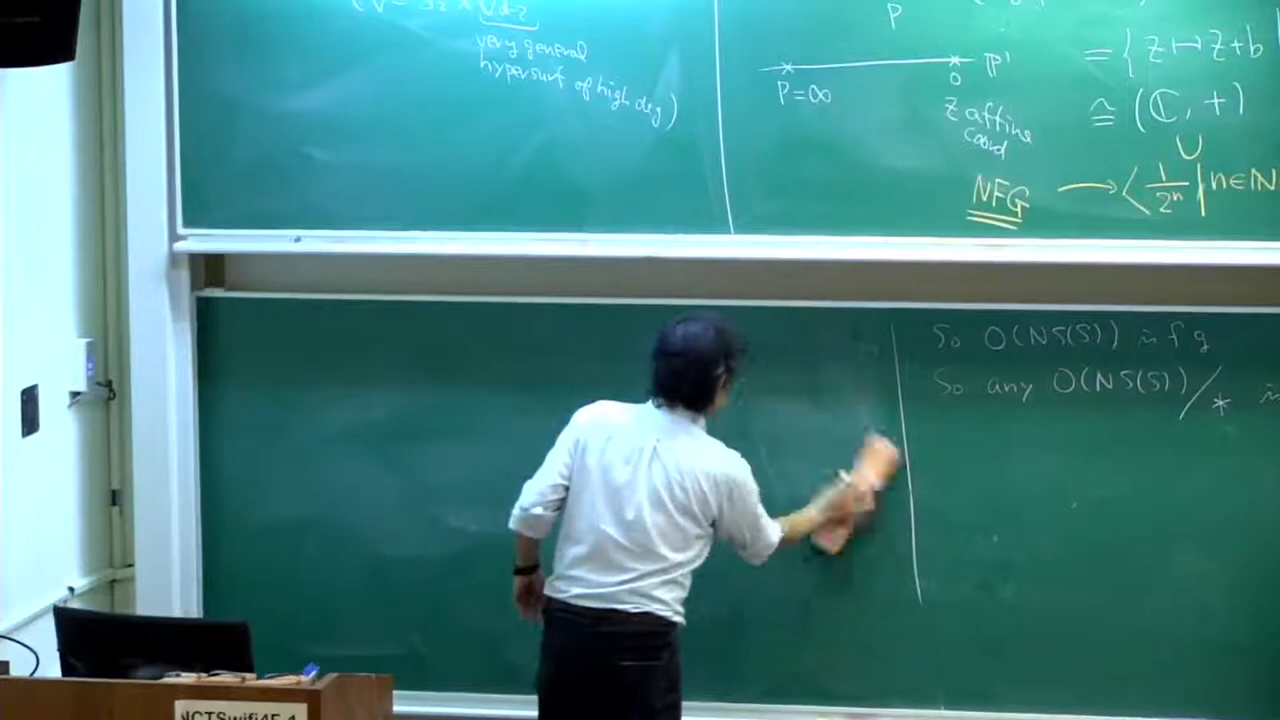 very general
hypersurf of high deg)
P
P=∞
0
ℙ¹
z affine
coord
= { z ↦ z+b
≅ (ℂ, +)
∪
NFG → ⟨ 1/2ⁿ | n∈ℕ
So O(NS(S)) is f g
So any O(NS(S)/*
NCTSwifi4F-1